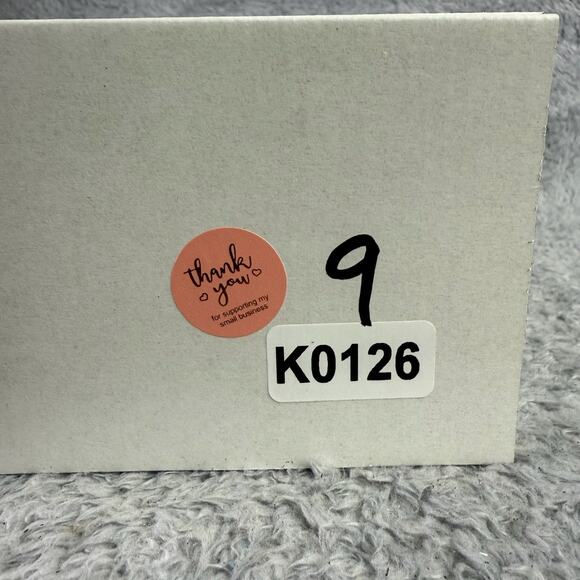 thank
you
for supporting my
small business
9
K0126